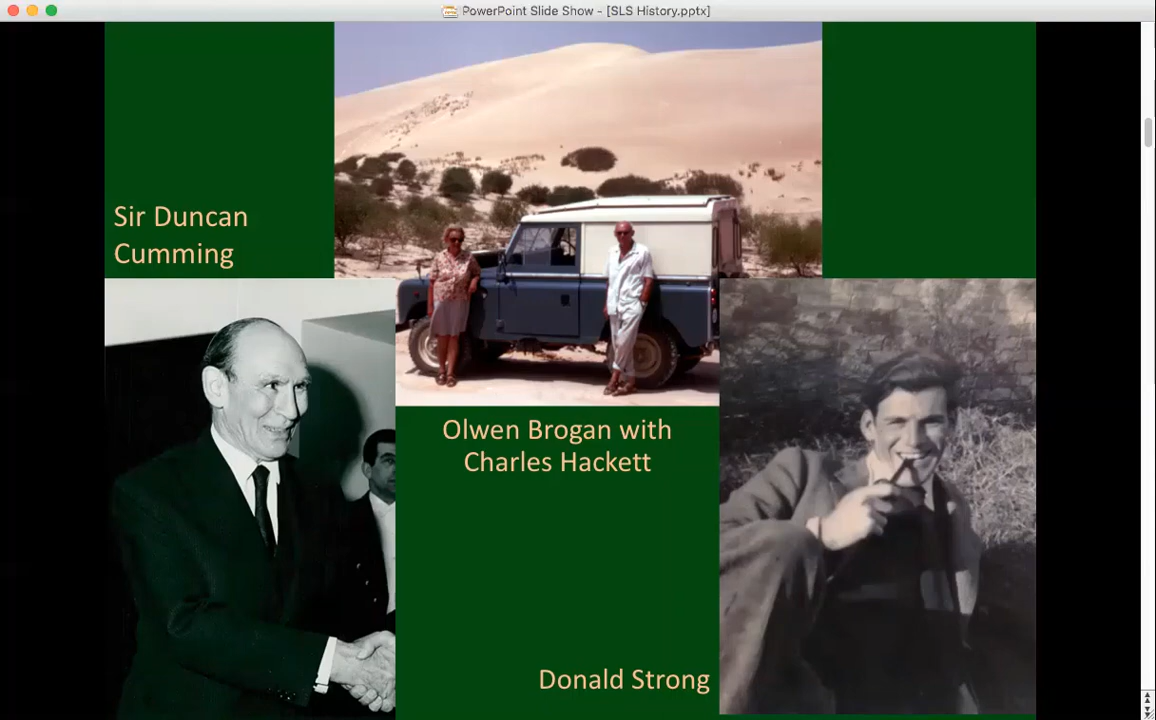 PowerPoint Slide Show - [SLS History.pptx]
Sir Duncan
Cumming
Olwen Brogan with
Charles Hackett
Donald Strong